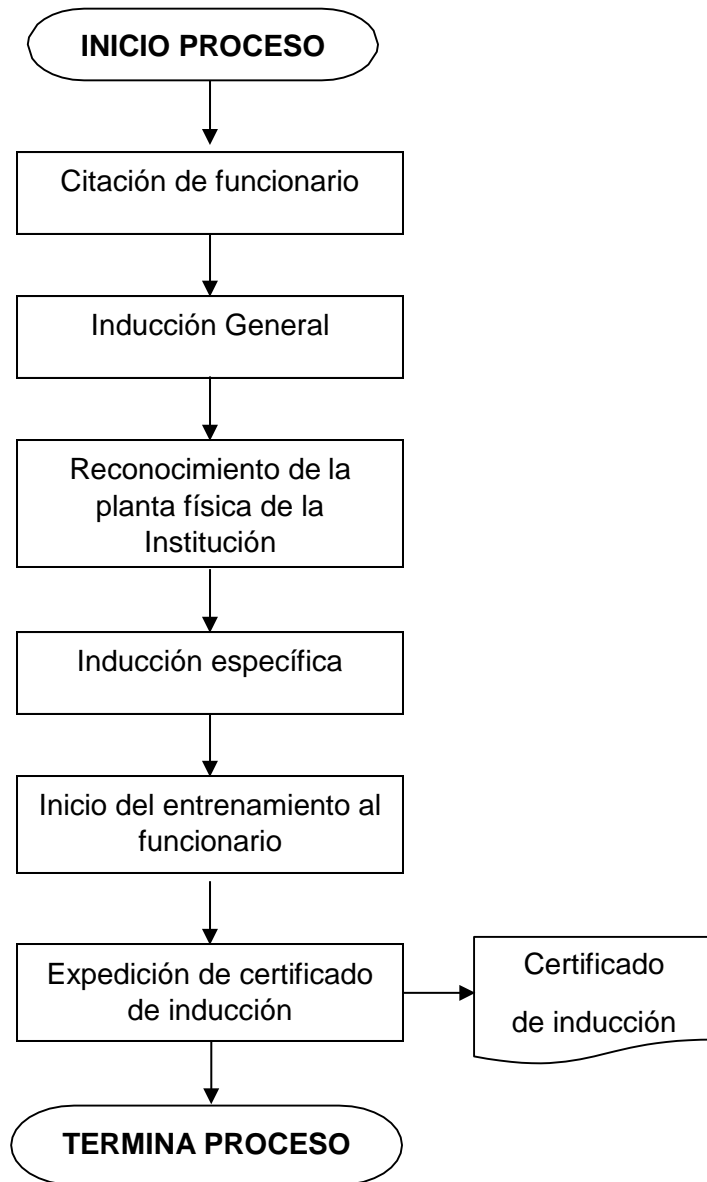 INICIO PROCESO
Citación de funcionario
Inducción General
Reconocimiento de la
planta física de la
Institución
Inducción específica
Inicio del entrenamiento al
funcionario
Expedición de certificado
de inducción
Certificado
de inducción
TERMINA PROCESO